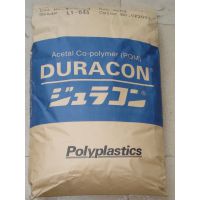 Acetal Co-polymer (POM)
DURACON®
ジュラコン®
Polyplastics